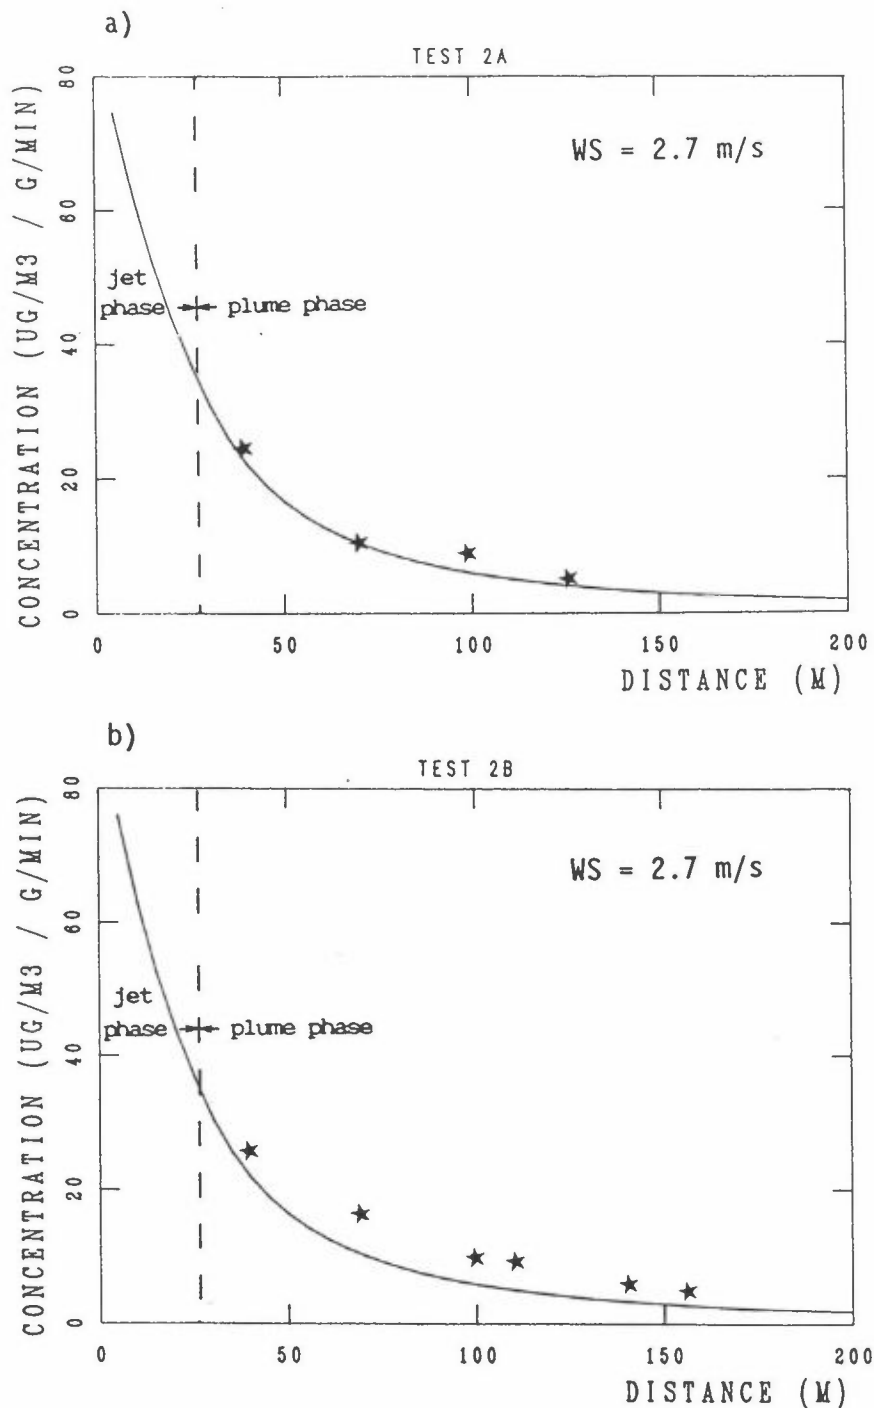 a)
TEST 2A
WS = 2.7 m/s
jet
phase
plume phase
CONCENTRATION (UG/M3 / G/MIN)
80
60
40
20
0
0 50 100 150 200
DISTANCE (M)
b)
TEST 2B
WS = 2.7 m/s
jet
phase
plume phase
CONCENTRATION (UG/M3 / G/MIN)
80
60
40
20
0
0 50 100 150 200
DISTANCE (M)